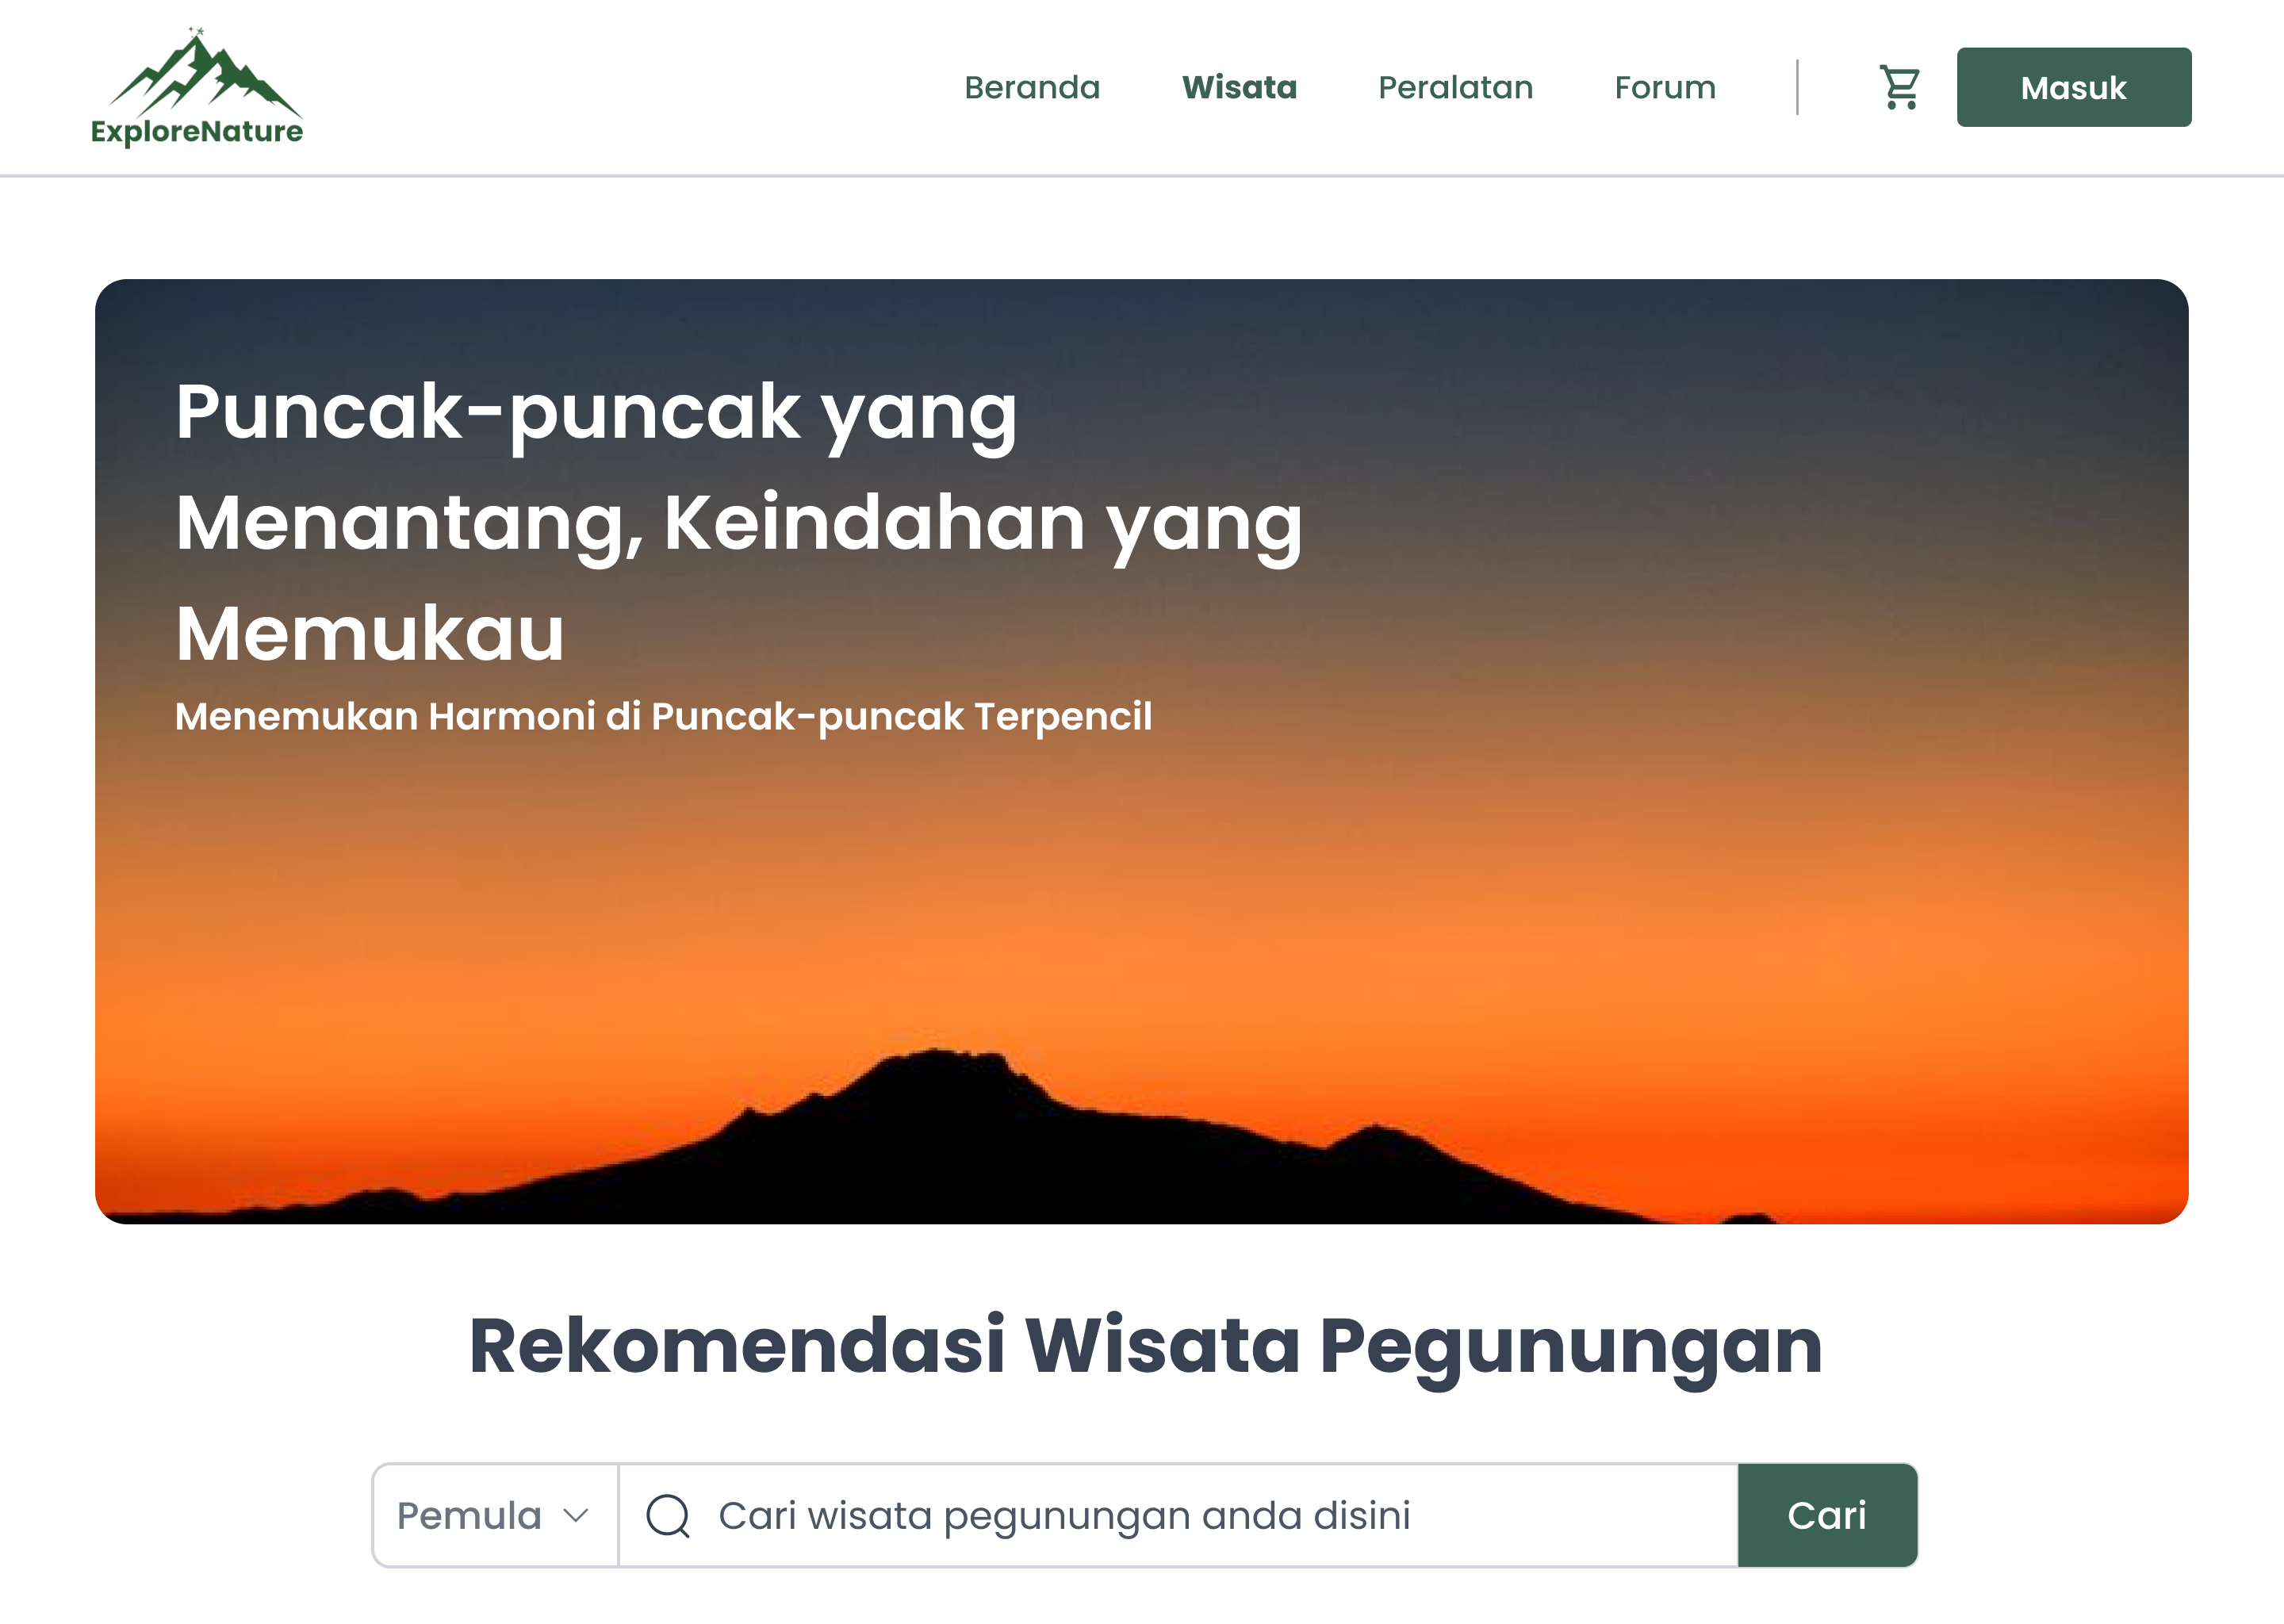 ExploreNature
Beranda
Wisata
Peralatan
Forum
Masuk
Puncak-puncak yang
Menantang, Keindahan yang
Memukau
Menemukan Harmoni di Puncak-puncak Terpencil
Rekomendasi Wisata Pegunungan
Pemula
Cari wisata pegunungan anda disini
Cari